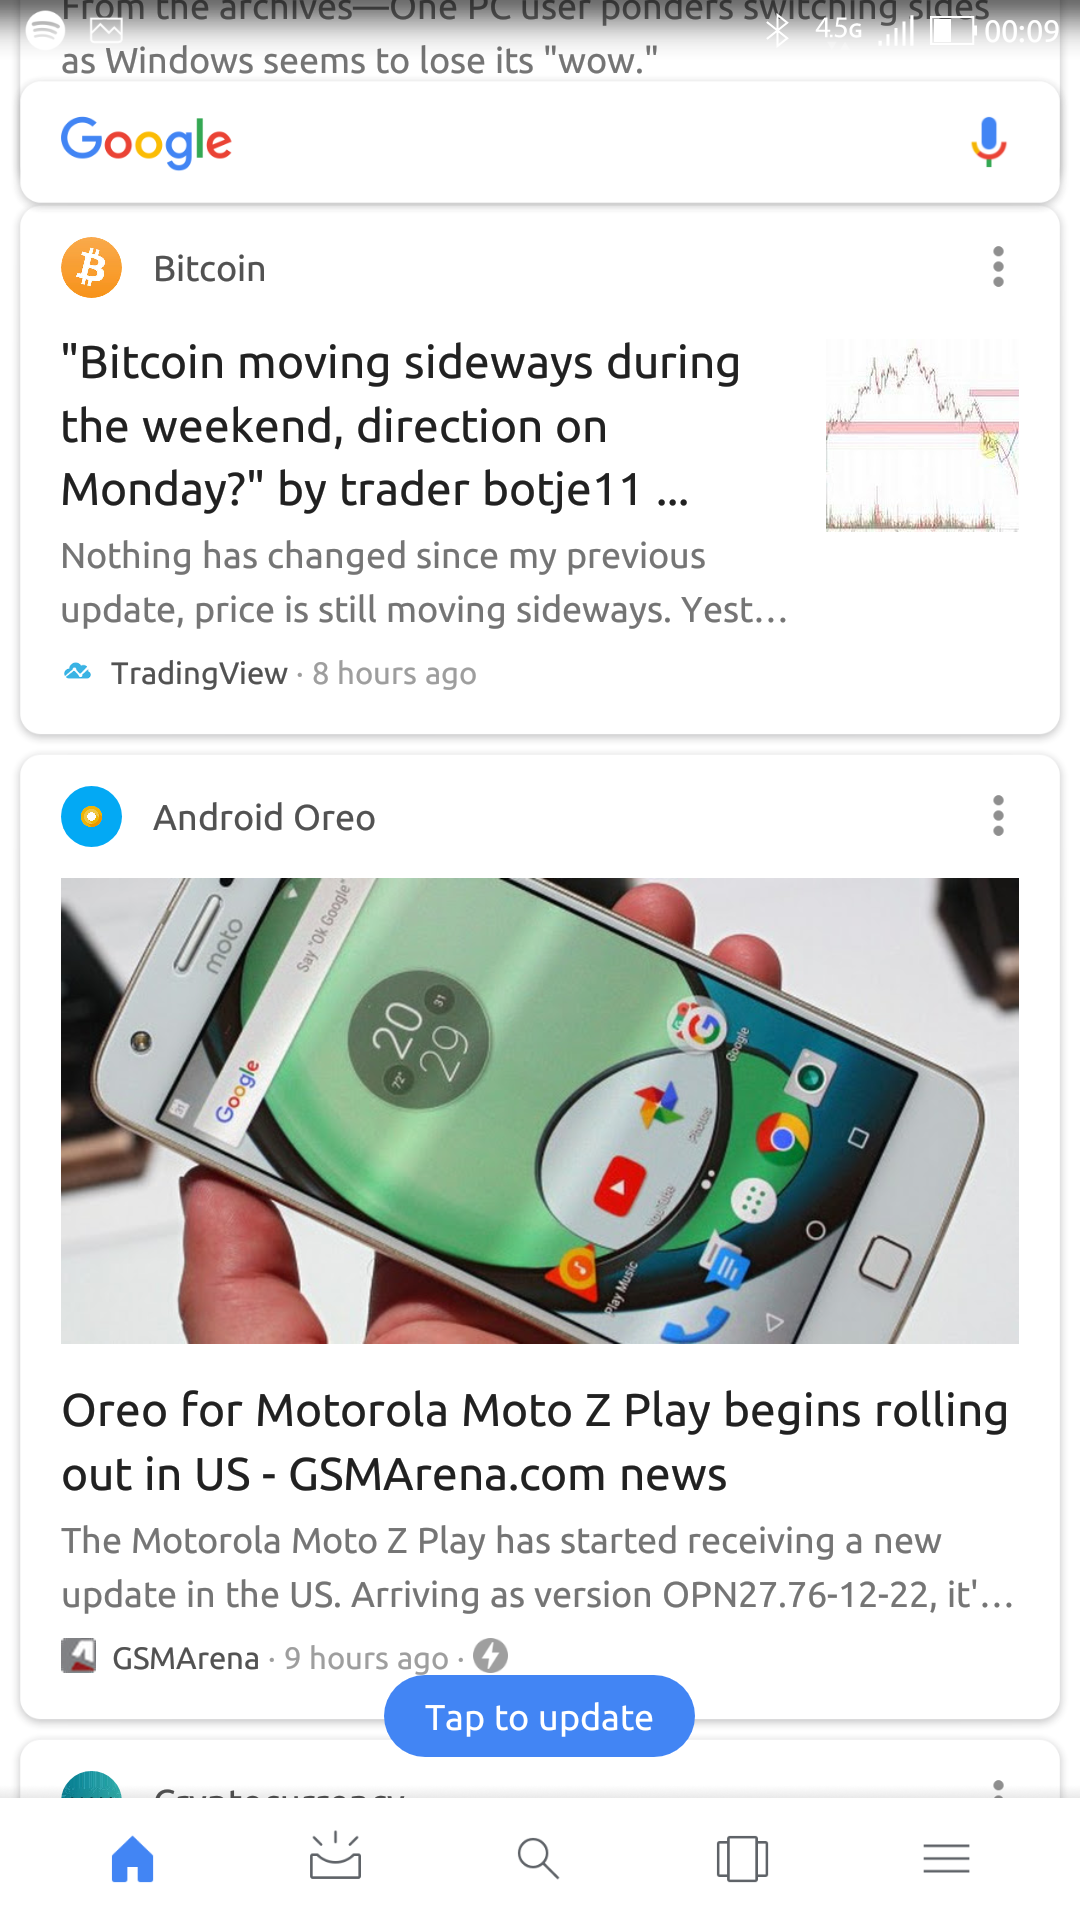 From the archives—One PC user ponders switching sides
4.5G 00:09
as Windows seems to lose its "wow."
Google
Bitcoin
"Bitcoin moving sideways during
the weekend, direction on
Monday?" by trader botje11 ...
Nothing has changed since my previous
update, price is still moving sideways. Yest...
TradingView · 8 hours ago
Android Oreo
moto
Say "Ok Google"
Google
20
29
31
72°
31
Google
Photos
YouTube
Play Music
Oreo for Motorola Moto Z Play begins rolling
out in US - GSMArena.com news
The Motorola Moto Z Play has started receiving a new
update in the US. Arriving as version OPN27.76-12-22, it'...
GSMArena · 9 hours ago ·
Tap to update
Cryptocurrency